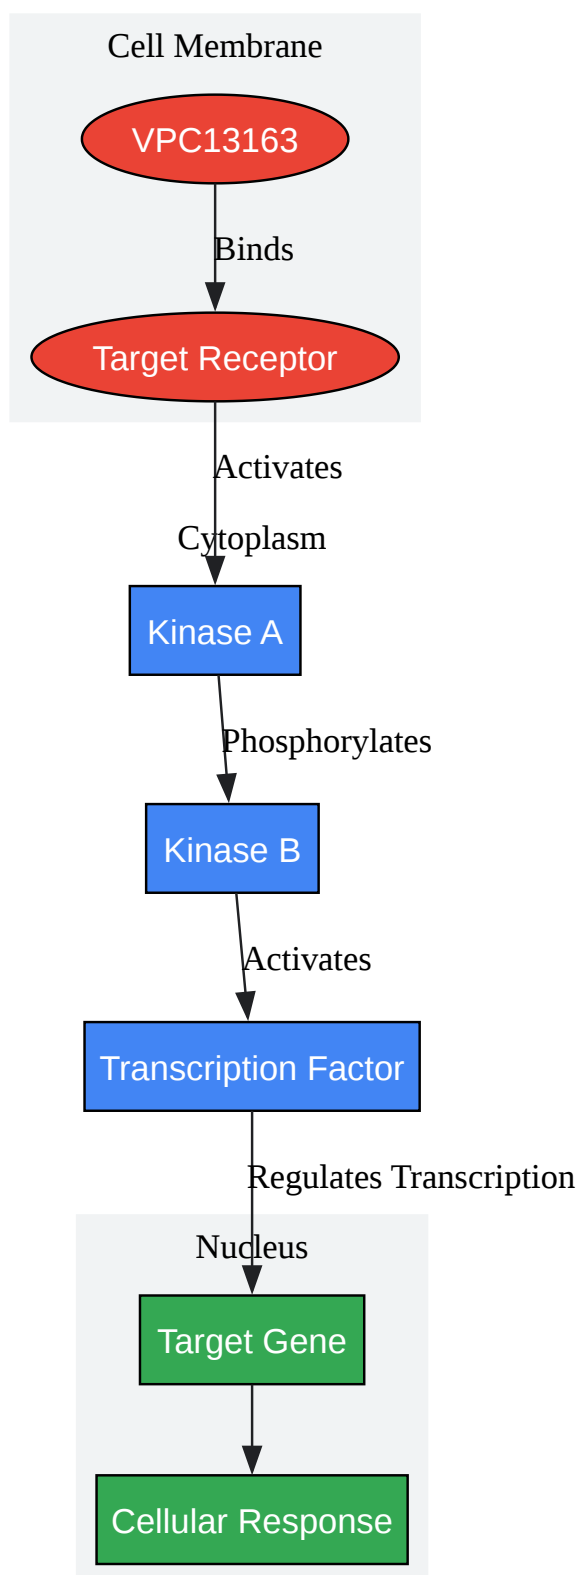 Cell Membrane
VPC13163
Binds
Target Receptor
Activates
Cytoplasm
Kinase A
Phosphorylates
Kinase B
Activates
Transcription Factor
Regulates Transcription
Nucleus
Target Gene
Cellular Response